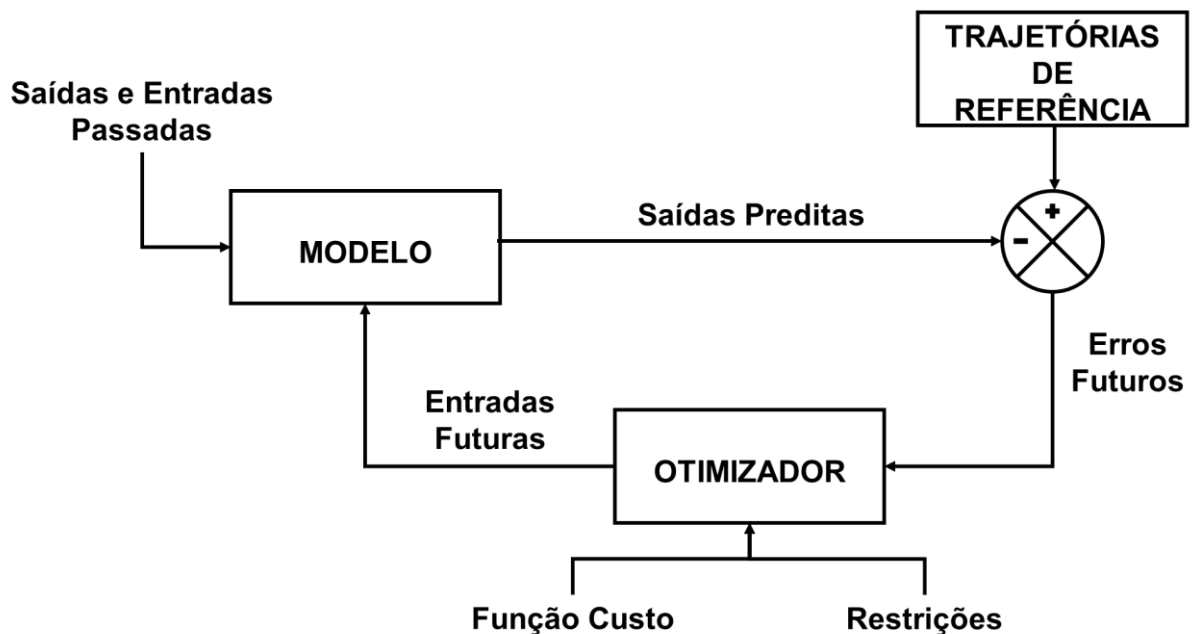 TRAJETÓRIAS
DE
REFERÊNCIA
Saídas e Entradas
Passadas
MODELO
Saídas Preditas
+
-
Erros
Futuros
Entradas
Futuras
OTIMIZADOR
Função Custo
Restrições